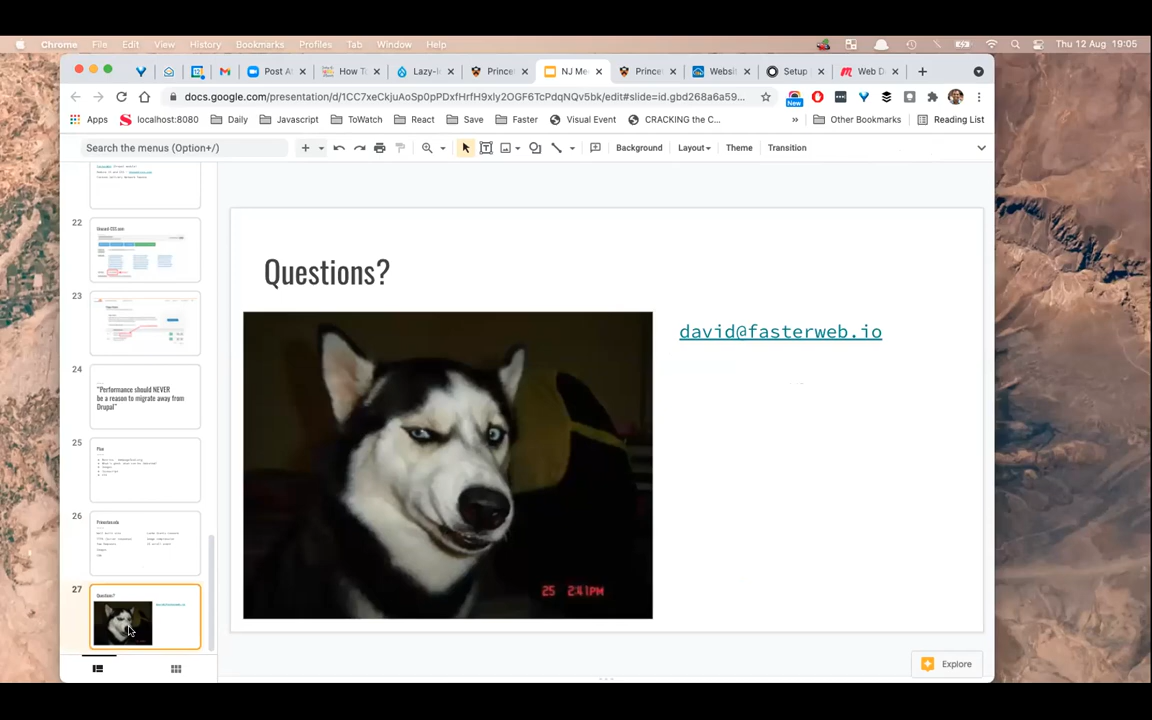 Chrome File Edit View History Bookmarks Profiles Tab Window Help Thu 12 Aug 19:05
Post A How T Lazy-l Prince NJ Me Prince Websit Setup Web D
docs.google.com/presentation/d/1CC7xeCkjuAoSp0pPDxfHrfH9xly2OGF6TcPdqNQv5bk/edit#slide=id.gbd268a6a59... New
Apps localhost:8080 Daily Javascript ToWatch React Save Faster Visual Event CRACKING the C... » Other Bookmarks Reading List
Search the menus (Option+/) Background Layout Theme Transition
22
23
24
"Performance should NEVER
be a reason to migrate away from
Drupal"
25
Plan
26
27
Questions?
Questions?
david@fasterweb.io
25 2:41PM
Explore